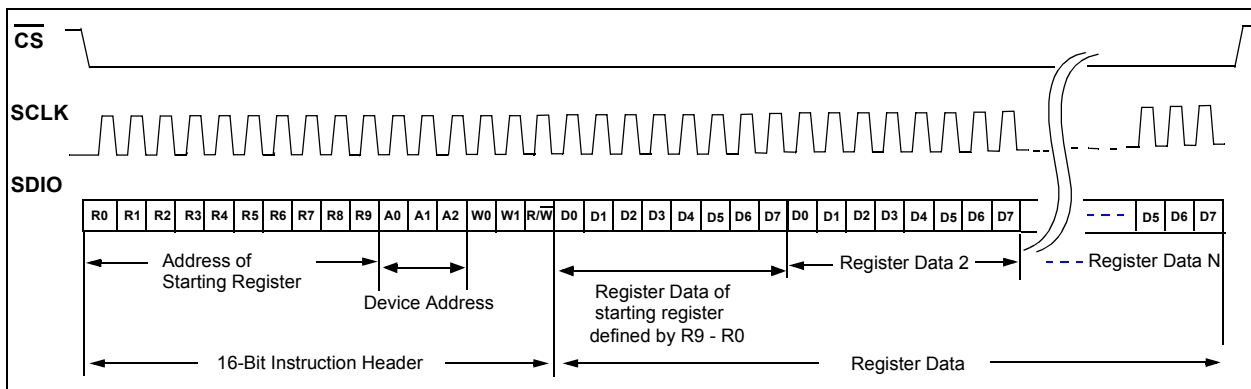 CS
SCLK
SDIO
R0 R1 R2 R3 R4 R5 R6 R7 R8 R9 A0 A1 A2 W0 W1 R/W D0 D1 D2 D3 D4 D5 D6 D7 D0 D1 D2 D3 D4 D5 D6 D7 D5 D6 D7
Address of
Starting Register
Device Address
Register Data of
starting register
defined by R9 - R0
Register Data 2
Register Data N
16-Bit Instruction Header
Register Data